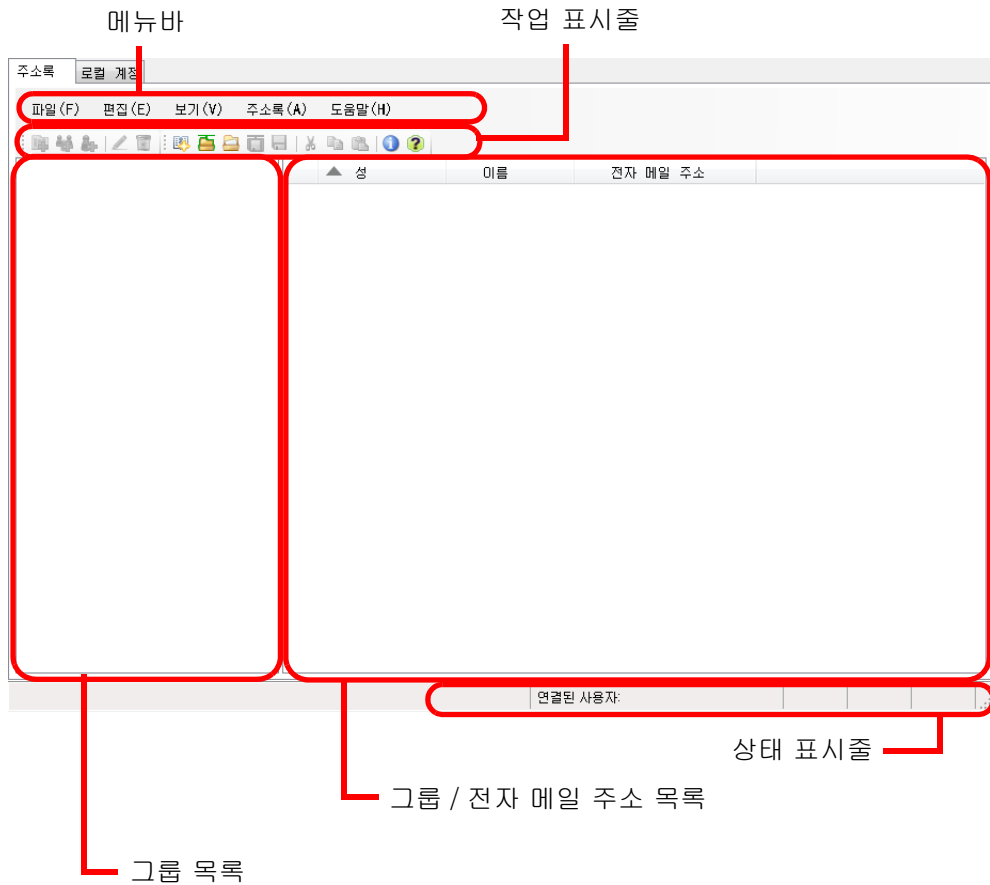 메뉴바
작업 표시줄
주소록
로컬 계정
파일(F) 편집(E) 보기(V) 주소록(A) 도움말(H)
성 이름 전자 메일 주소
연결된 사용자:
상태 표시줄
그룹 / 전자 메일 주소 목록
그룹 목록